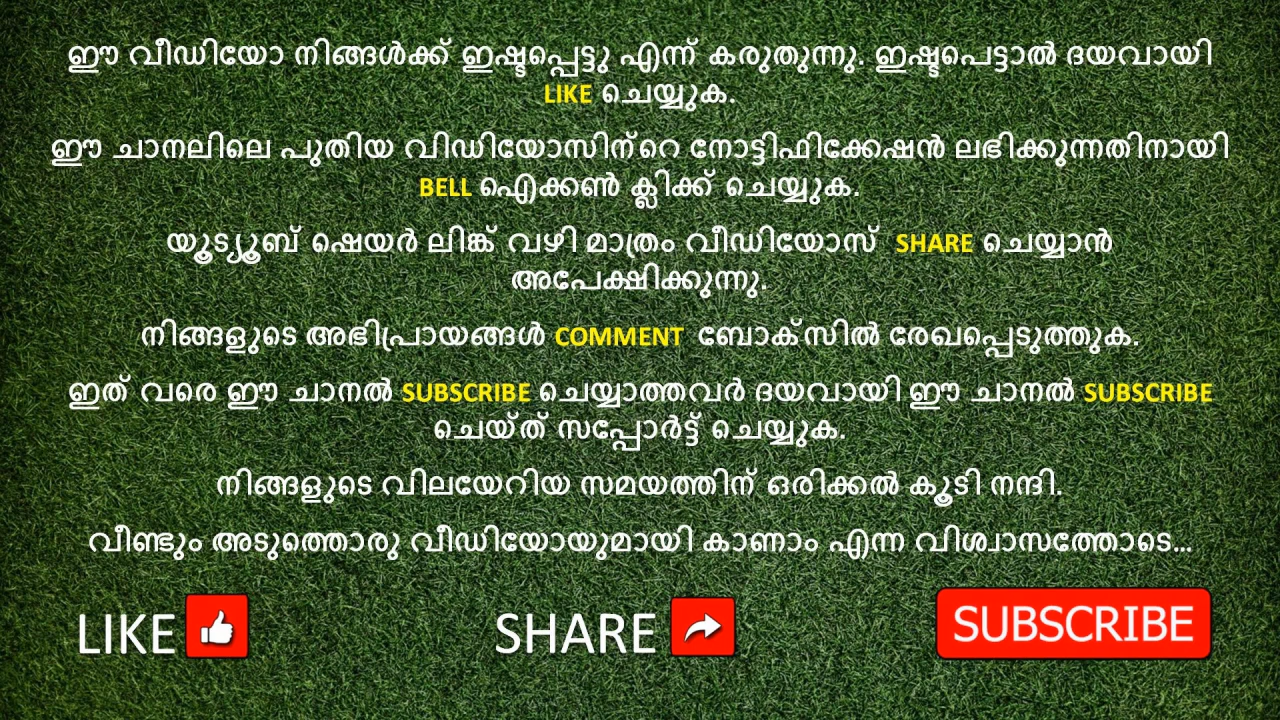 ഈ വീഡിയോ നിങ്ങൾക്ക് ഇഷ്ടപ്പെട്ടു എന്ന് കരുതുന്നു. ഇഷ്ടപെട്ടാൽ ദയവായി
LIKE ചെയ്യുക.
ഈ ചാനലിലെ പുതിയ വിഡിയോസിന്റെ നോട്ടിഫിക്കേഷൻ ലഭിക്കുന്നതിനായി
BELL ഐക്കൺ ക്ലിക്ക് ചെയ്യുക.
യൂട്യൂബ് ഷെയർ ലിങ്ക് വഴി മാത്രം വീഡിയോസ് SHARE ചെയ്യാൻ
അപേക്ഷിക്കുന്നു.
നിങ്ങളുടെ അഭിപ്രായങ്ങൾ COMMENT ബോക്സിൽ രേഖപ്പെടുത്തുക.
ഇത് വരെ ഈ ചാനൽ SUBSCRIBE ചെയ്യാത്തവർ ദയവായി ഈ ചാനൽ SUBSCRIBE
ചെയ്ത് സപ്പോർട്ട് ചെയ്യുക.
നിങ്ങളുടെ വിലയേറിയ സമയത്തിന് ഒരിക്കൽ കൂടി നന്ദി.
വീണ്ടും അടുത്തൊരു വീഡിയോയുമായി കാണാം എന്ന വിശ്വാസത്തോടെ...
LIKE SHARE SUBSCRIBE